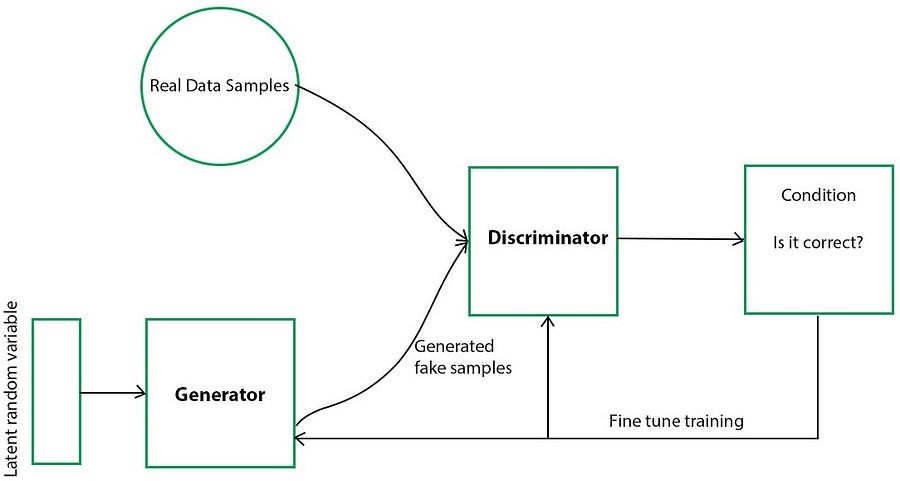 Real Data Samples
Condition
Is it correct?
Discriminator
Latent random variable
Generator
Generated
fake samples
Fine tune training